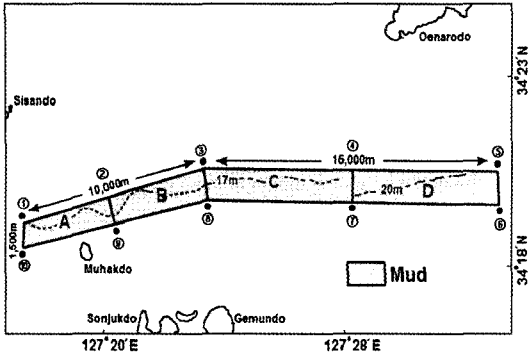 Oenarodo
34°23'N
Sisando
③
④
⑤
②
10,000m
15,000m
①
17m
C
20m
D
B
A
1,500m
⑩
⑨
⑧
⑦
⑥
Muhakdo
34°18'N
Mud
Sonjukdo
Gemundo
127°20'E
127°28'E